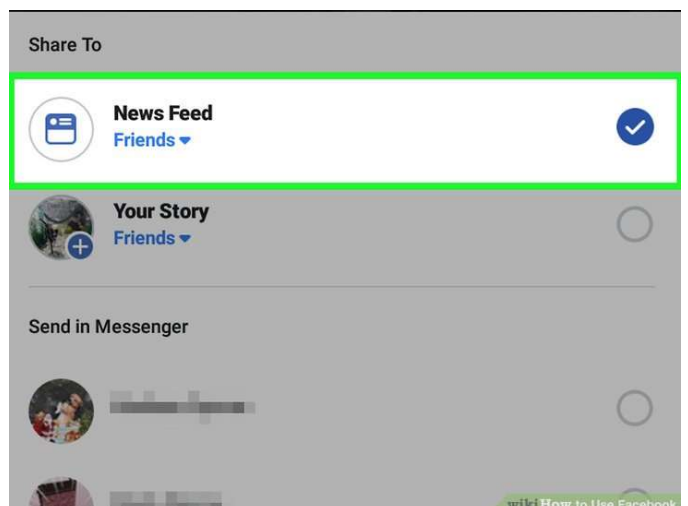 Share To
News Feed
Friends
Your Story
Friends
Send in Messenger
wikiHow to Use Facebook